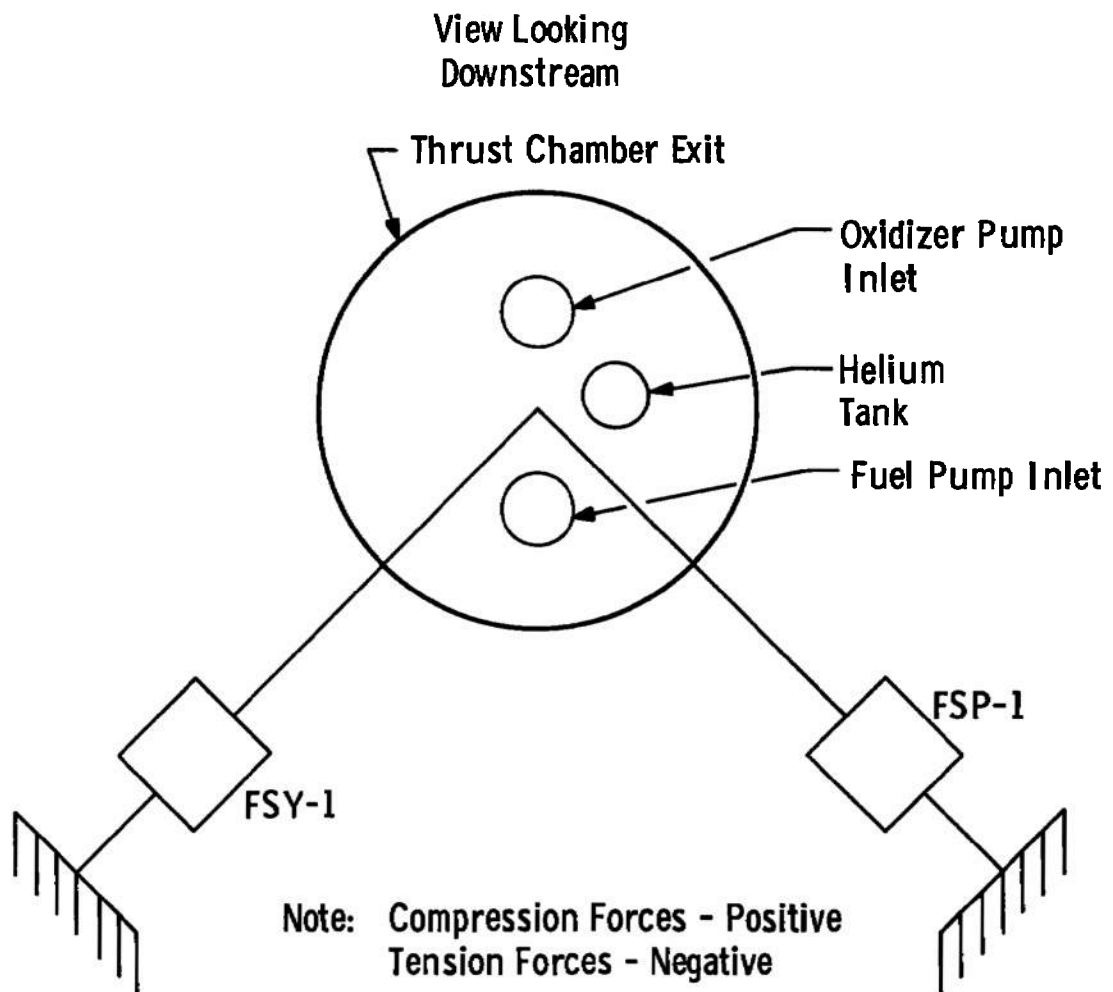 View Looking
Downstream
Thrust Chamber Exit
Oxidizer Pump
Inlet
Helium
Tank
Fuel Pump Inlet
FSP-1
FSY-1
Note: Compression Forces - Positive
Tension Forces - Negative